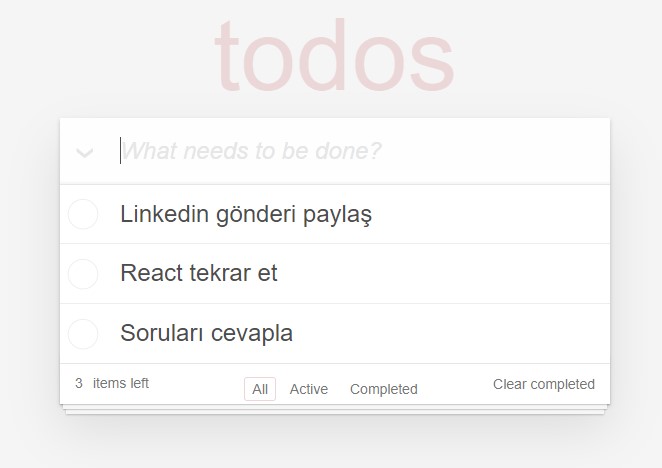 todos
What needs to be done?
Linkedin gönderi paylaş
React tekrar et
Soruları cevapla
3 items left All Active Completed Clear completed